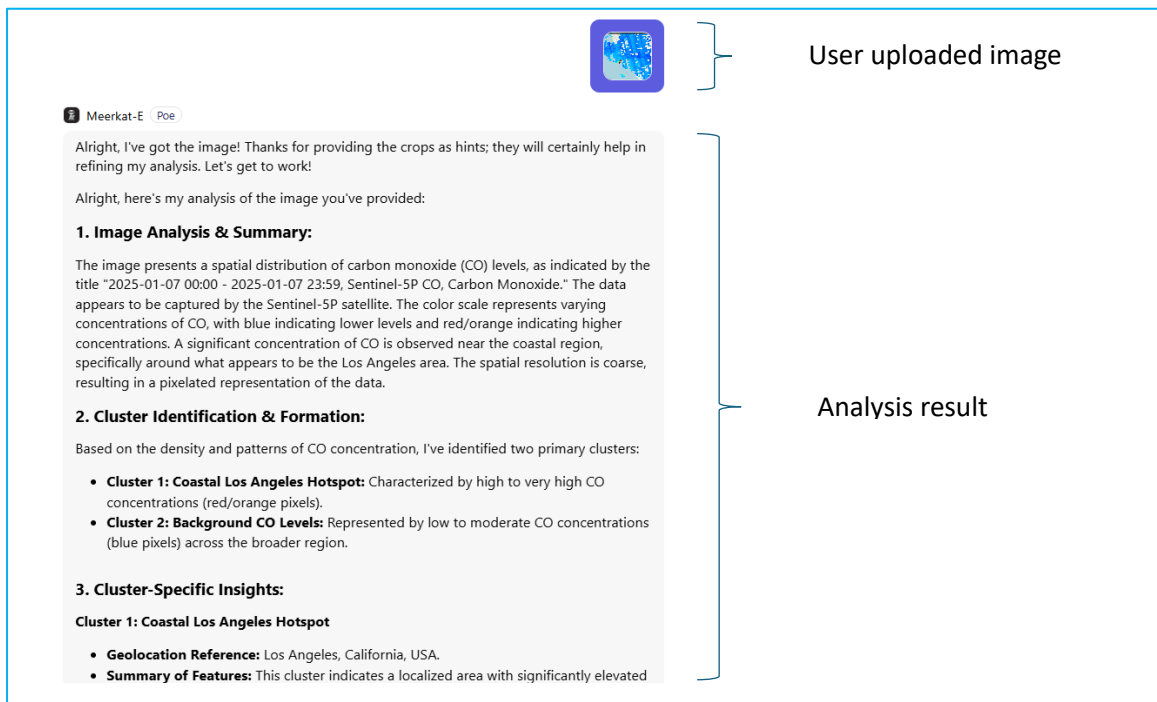 User uploaded image
Meerkat-E Poe
Alright, I've got the image! Thanks for providing the crops as hints; they will certainly help in
refining my analysis. Let's get to work!
Alright, here's my analysis of the image you've provided:
1. Image Analysis & Summary:
The image presents a spatial distribution of carbon monoxide (CO) levels, as indicated by the
title "2025-01-07 00:00 - 2025-01-07 23:59, Sentinel-5P CO, Carbon Monoxide." The data
appears to be captured by the Sentinel-5P satellite. The color scale represents varying
concentrations of CO, with blue indicating lower levels and red/orange indicating higher
concentrations. A significant concentration of CO is observed near the coastal region,
specifically around what appears to be the Los Angeles area. The spatial resolution is coarse,
resulting in a pixelated representation of the data.
Analysis result
2. Cluster Identification & Formation:
Based on the density and patterns of CO concentration, I've identified two primary clusters:
• Cluster 1: Coastal Los Angeles Hotspot: Characterized by high to very high CO
concentrations (red/orange pixels).
• Cluster 2: Background CO Levels: Represented by low to moderate CO concentrations
(blue pixels) across the broader region.
3. Cluster-Specific Insights:
Cluster 1: Coastal Los Angeles Hotspot
• Geolocation Reference: Los Angeles, California, USA.
• Summary of Features: This cluster indicates a localized area with significantly elevated